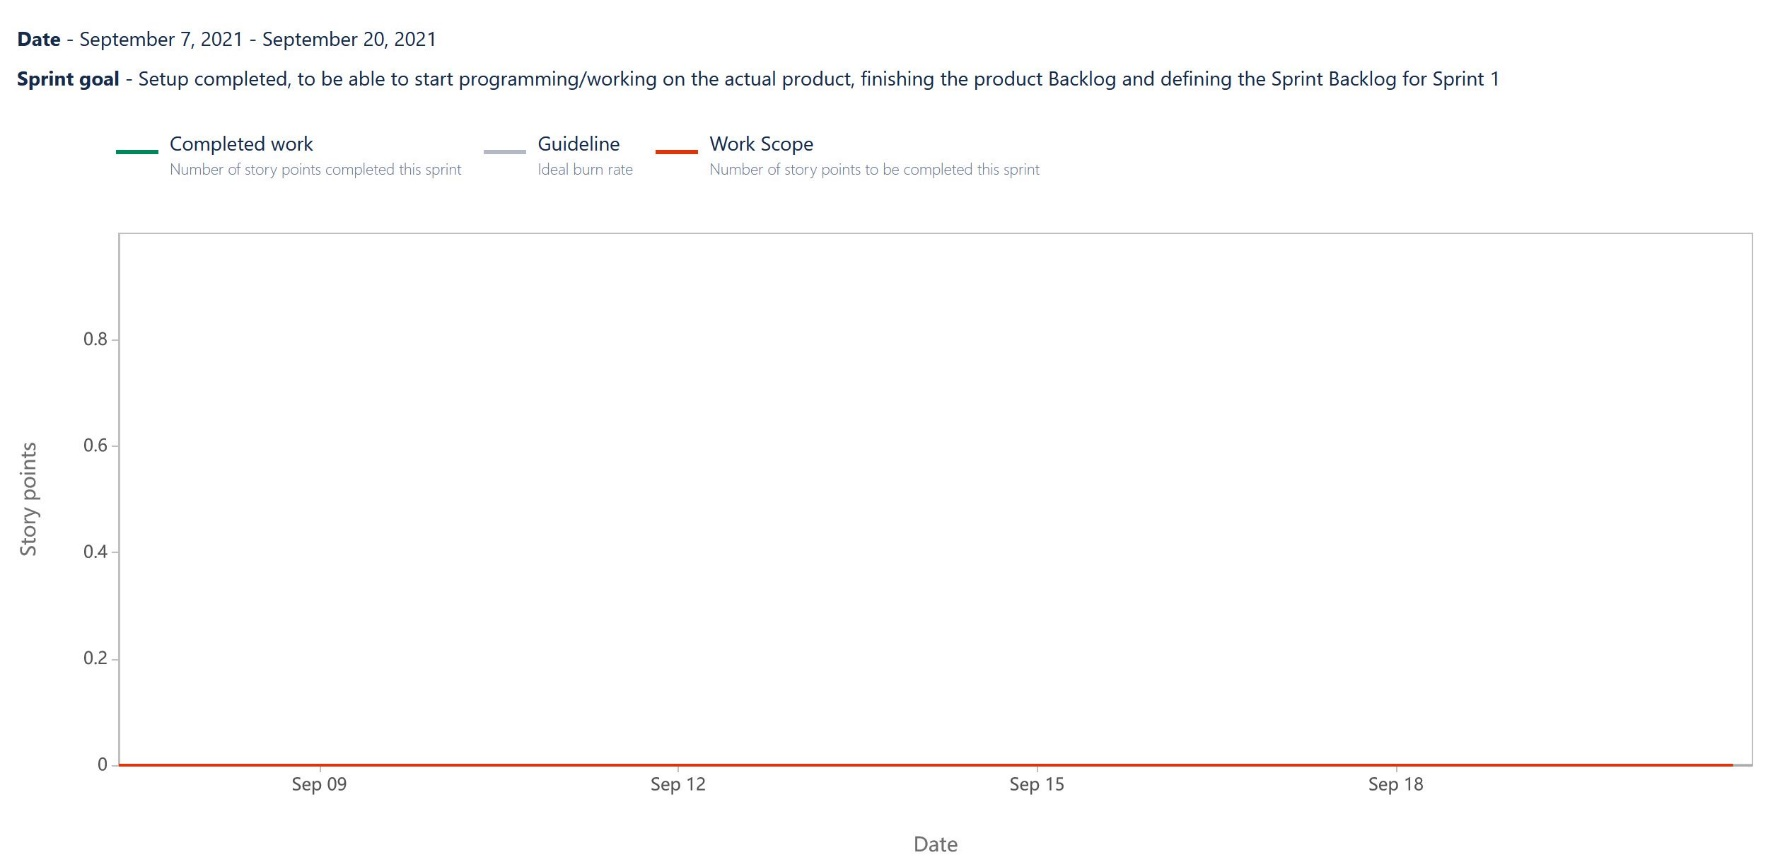 Date - September 7, 2021 - September 20, 2021
Sprint goal - Setup completed, to be able to start programming/working on the actual product, finishing the product Backlog and defining the Sprint Backlog for Sprint 1
Completed work
Number of story points completed this sprint
Guideline
Ideal burn rate
Work Scope
Number of story points to be completed this sprint
Story points
0.8
0.6
0.4
0.2
0
Sep 09 Sep 12 Sep 15 Sep 18
Date